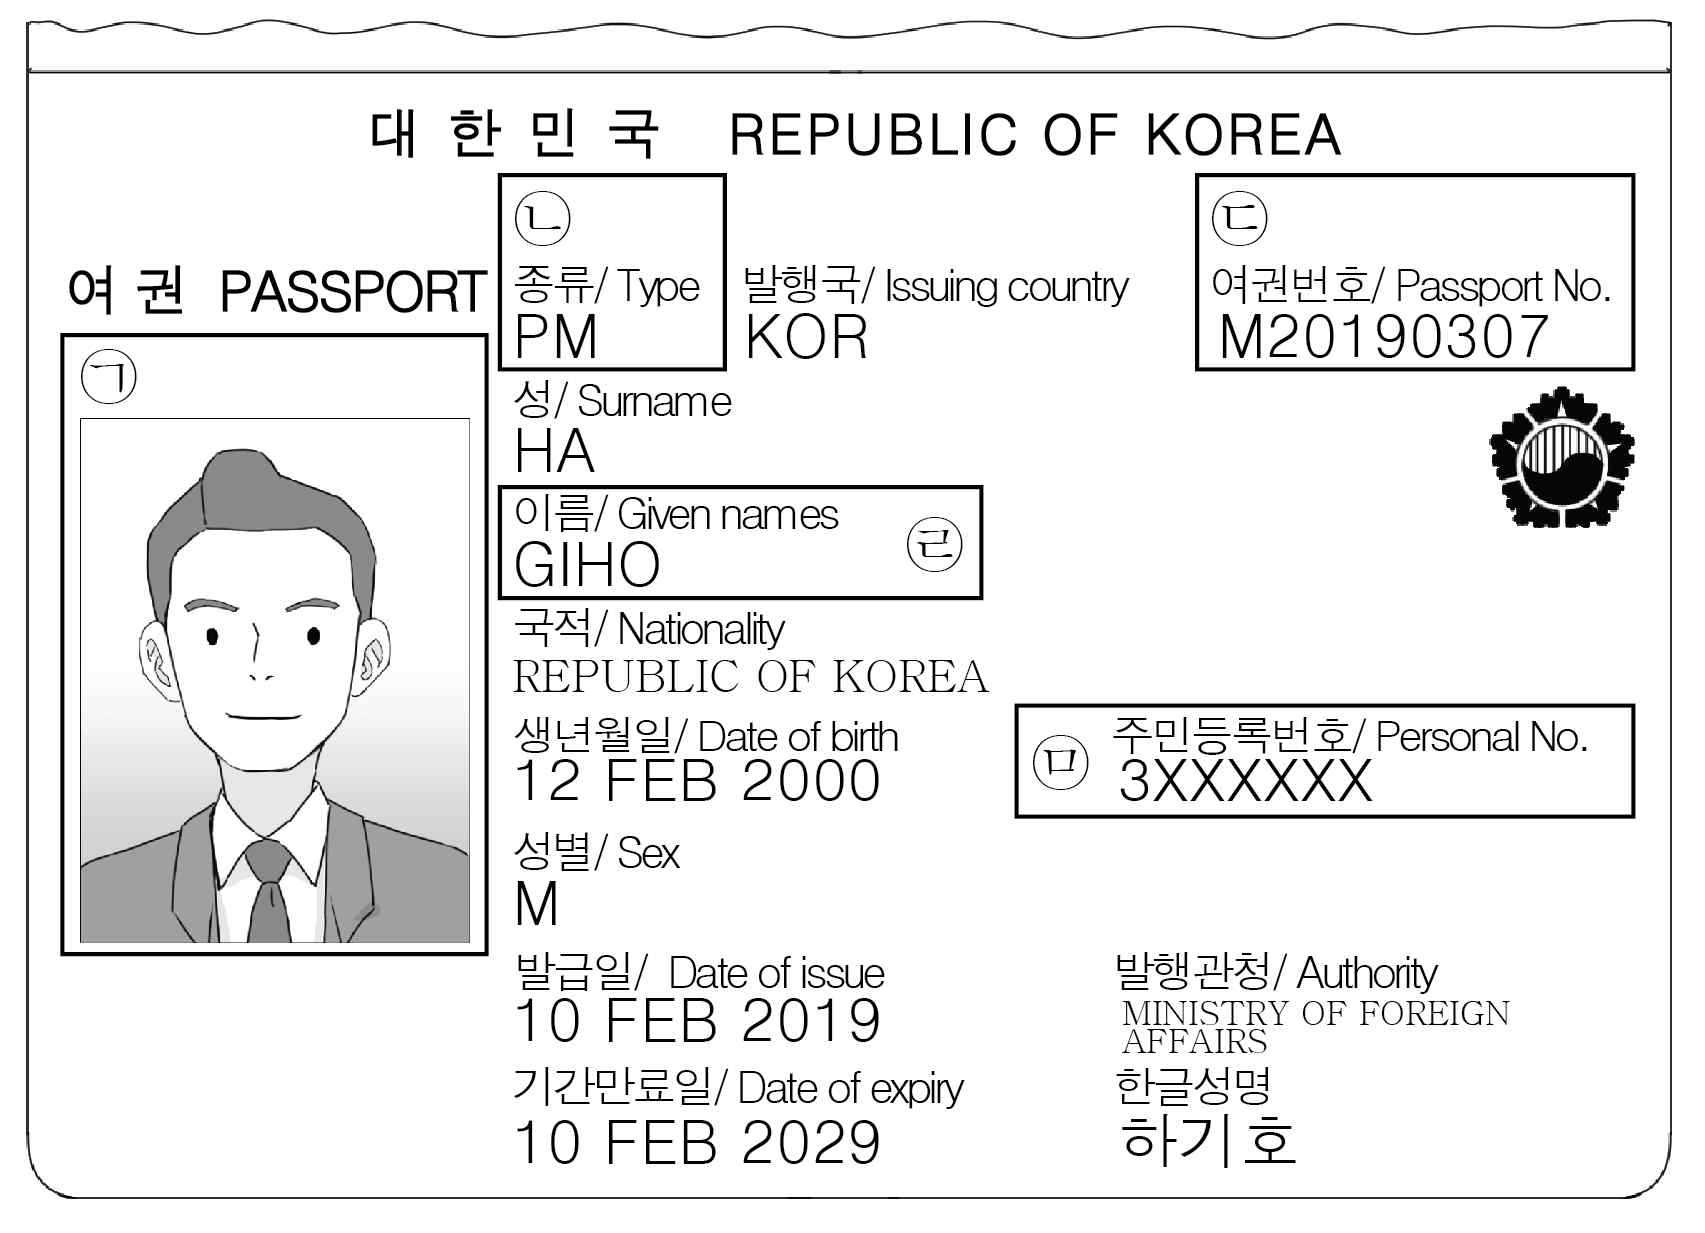 대한민국 REPUBLIC OF KOREA
여권 PASSPORT
㉠
㉡
종류/ Type
PM
발행국/ Issuing country
KOR
㉢
여권번호/ Passport No.
M20190307
성/ Surname
HA
이름/ Given names
GIHO
㉣
국적/ Nationality
REPUBLIC OF KOREA
생년월일/ Date of birth
12 FEB 2000
㉤
주민등록번호/ Personal No.
3XXXXXX
성별/ Sex
M
발급일/ Date of issue
10 FEB 2019
발행관청/ Authority
MINISTRY OF FOREIGN
AFFAIRS
기간만료일/ Date of expiry
10 FEB 2029
한글성명
하기호